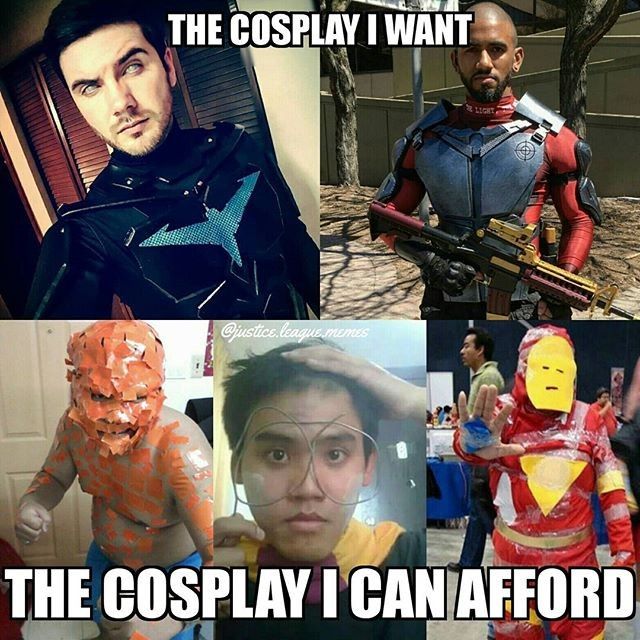 THE COSPLAY I WANT
@justice.league.memes
THE COSPLAY I CAN AFFORD